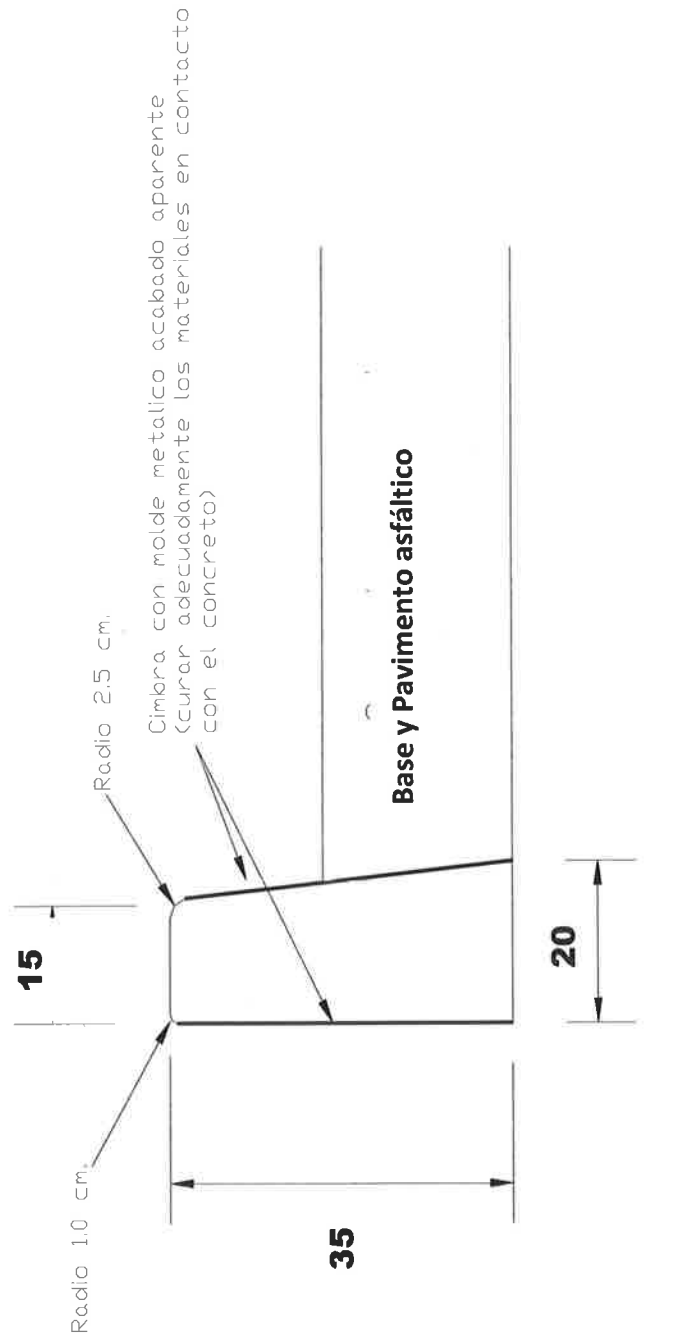 Radio 1.0 cm.
15
Radio 2.5 cm.
Cimbra con molde metalico acabado aparente
(curar adecuadamente los materiales en contacto
con el concreto)
35
Base y Pavimento asfáltico
20